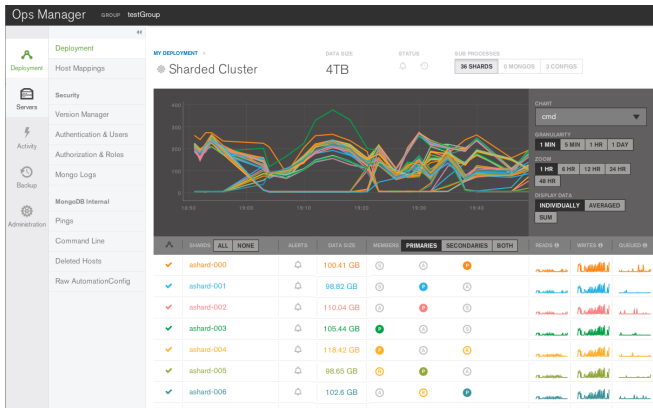 Ops Manager GROUP testGroup
Deployment
Servers
Activity
Backup
Administration
Deployment
Host Mappings
Security
Version Manager
Authentication & Users
Authorization & Roles
Mongo Logs
MongoDB Internal
Pings
Command Line
Deleted Hosts
Raw AutomationConfig
MY DEPLOYMENT > DATA SIZE STATUS SUB PROCESSES
Sharded Cluster 4TB 36 SHARDS 0 MONGOS 3 CONFIGS
400
300
200
100
0
18:50 19:00 19:10 19:20 19:30 19:40
CHART
cmd
GRANULARITY
1 MIN 5 MIN 1 HR 1 DAY
ZOOM
1 HR 6 HR 12 HR 24 HR
48 HR
DISPLAY DATA
INDIVIDUALLY AVERAGED
SUM
SHARDS ALL NONE ALERTS DATA SIZE MEMBERS PRIMARIES SECONDARIES BOTH READS WRITES QUEUED
ashard-000 100.41 GB P
ashard-001 98.82 GB P
ashard-002 110.04 GB P
ashard-003 105.44 GB P
ashard-004 118.42 GB P
ashard-005 98.65 GB P
ashard-006 102.6 GB P